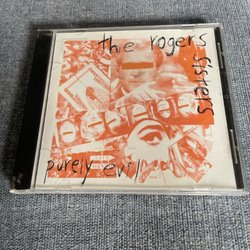 the rogers
sisters
purely evil